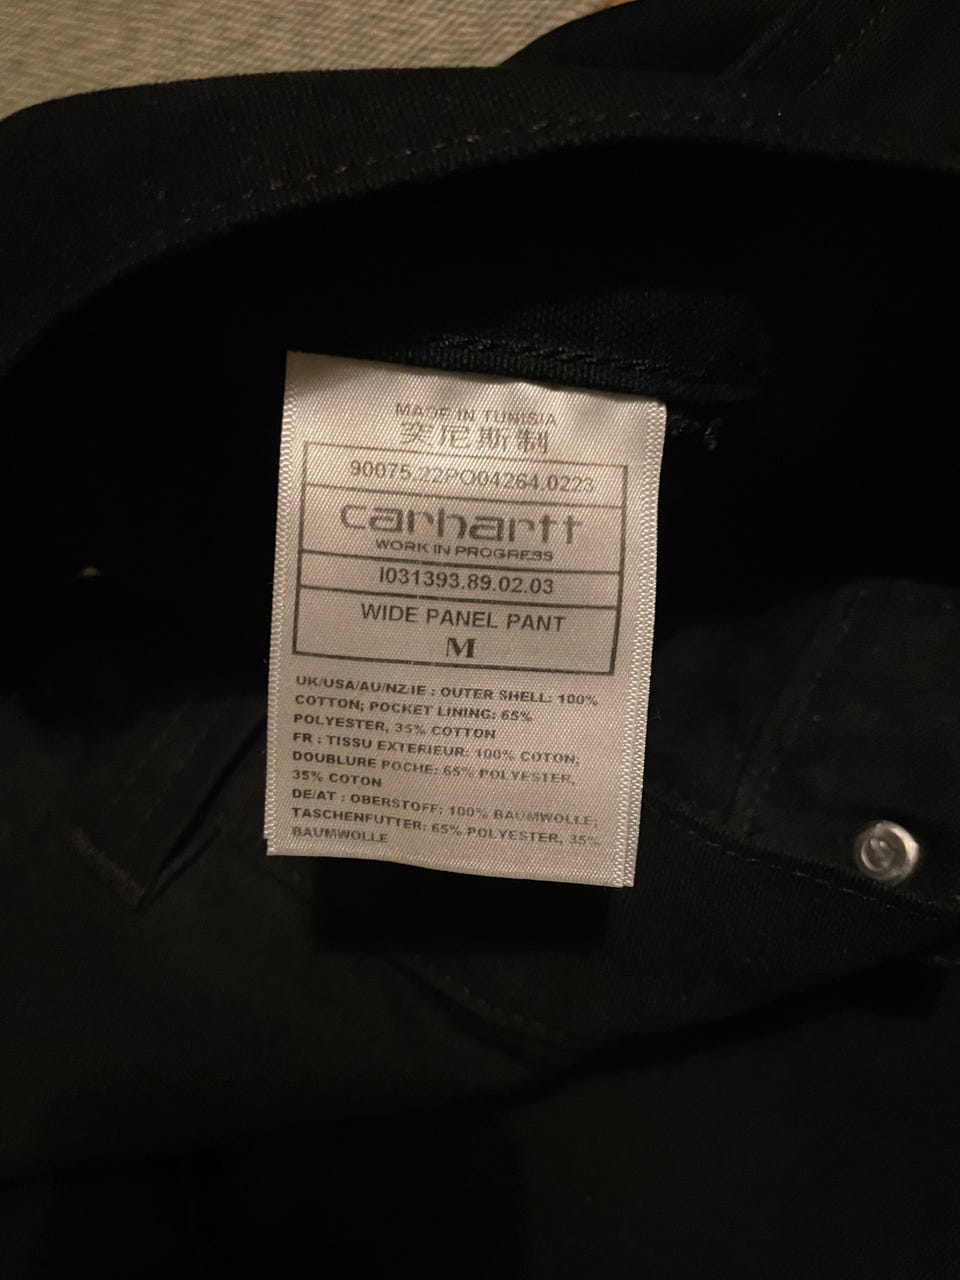 MADE IN TUNISIA
突尼斯制
90075.22PO04264.0223
carhartt
WORK IN PROGRESS
I031393.89.02.03
WIDE PANEL PANT
M
UK/USA/AU/NZ/IE : OUTER SHELL: 100%
COTTON; POCKET LINING: 65%
POLYESTER, 35% COTTON
FR : TISSU EXTERIEUR: 100% COTON;
DOUBLURE POCHE: 65% POLYESTER,
35% COTON
DE/AT : OBERSTOFF: 100% BAUMWOLLE;
TASCHENFUTTER: 65% POLYESTER, 35%
BAUMWOLLE